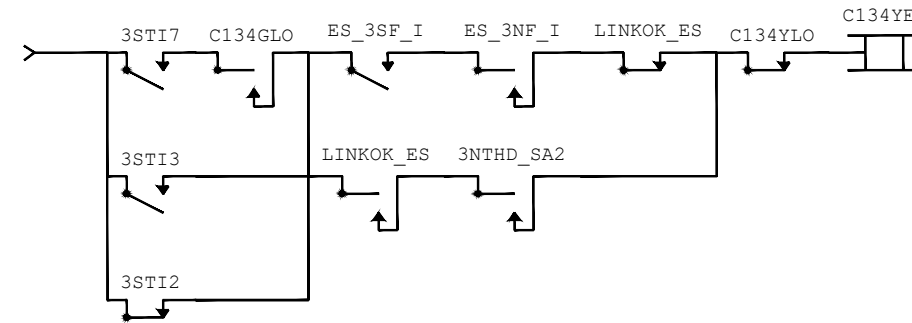 C134YE
3STI7 C134GLO ES_3SF_I ES_3NF_I LINKOK_ES C134YLO
3STI3 LINKOK_ES 3NTHD_SA2
3STI2